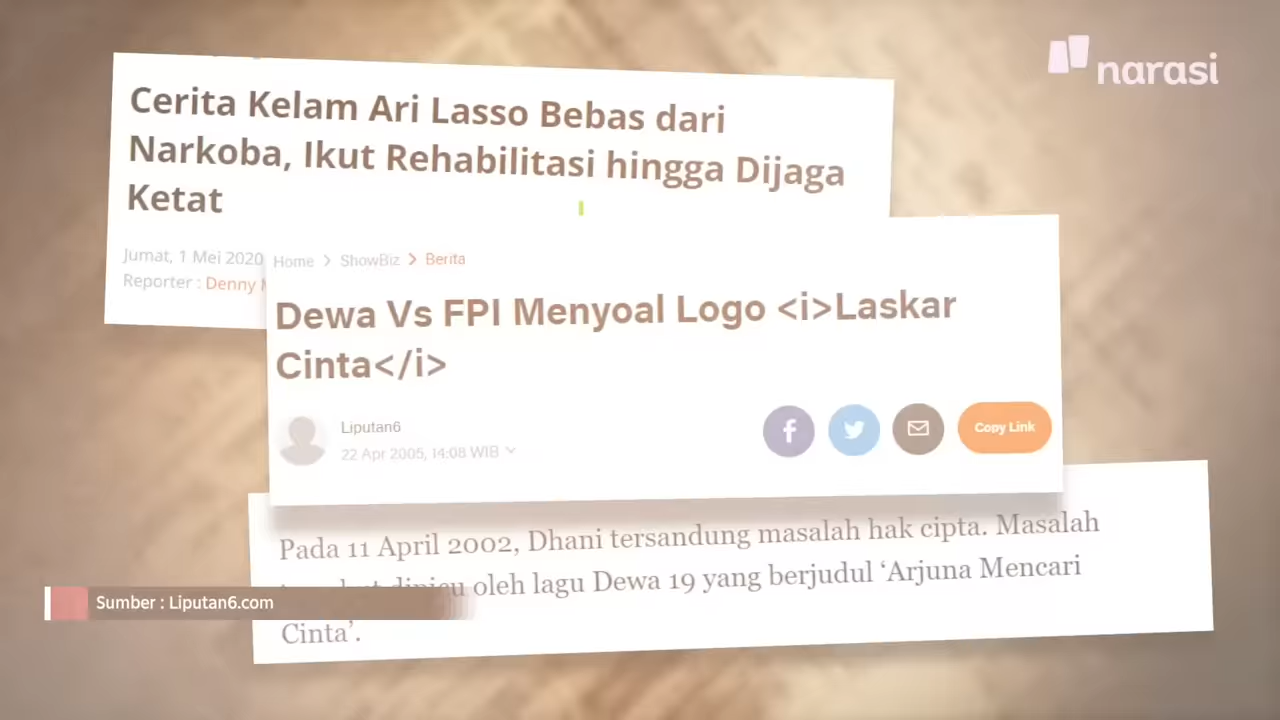 narasi
Cerita Kelam Ari Lasso Bebas dari
Narkoba, Ikut Rehabilitasi hingga Dijaga
Ketat
Jumat, 1 Mei 2020
Reporter : Denny
Home > ShowBiz > Berita
Dewa Vs FPI Menyoal Logo <i>Laskar
Cinta</i>
Liputan6
22 Apr 2005, 14:08 WIB
Copy Link
Pada 11 April 2002, Dhani tersandung masalah hak cipta. Masalah
oleh lagu Dewa 19 yang berjudul ‘Arjuna Mencari
Cinta’.
Sumber : Liputan6.com